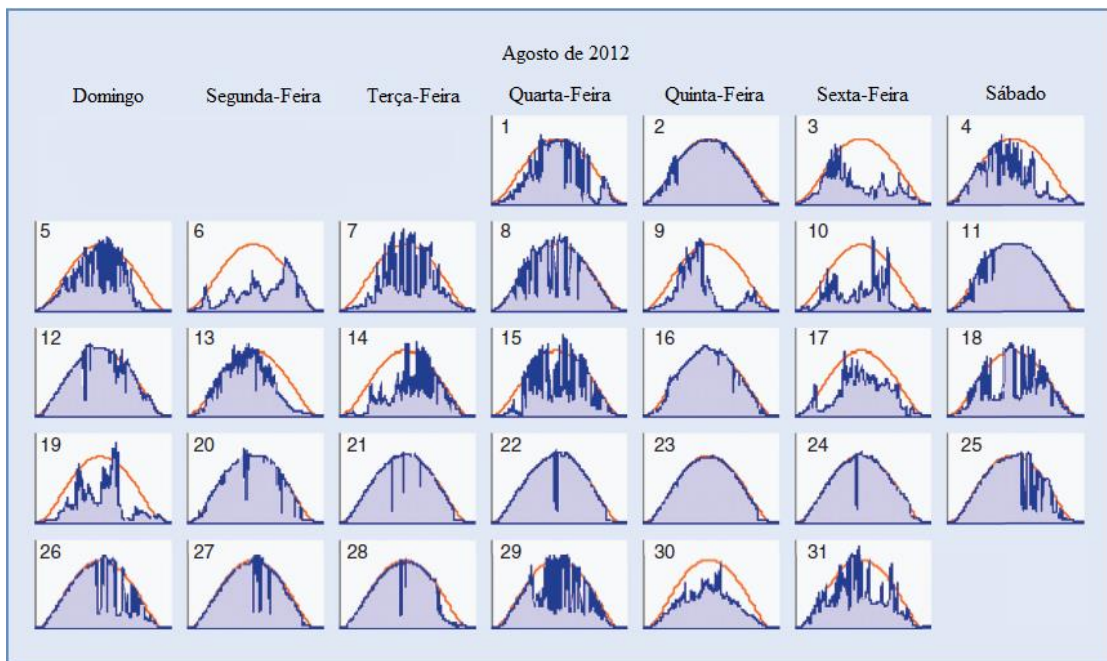 Agosto de 2012
Domingo Segunda-Feira Terça-Feira Quarta-Feira Quinta-Feira Sexta-Feira Sábado
1 2 3 4
5 6 7 8 9 10 11
12 13 14 15 16 17 18
19 20 21 22 23 24 25
26 27 28 29 30 31